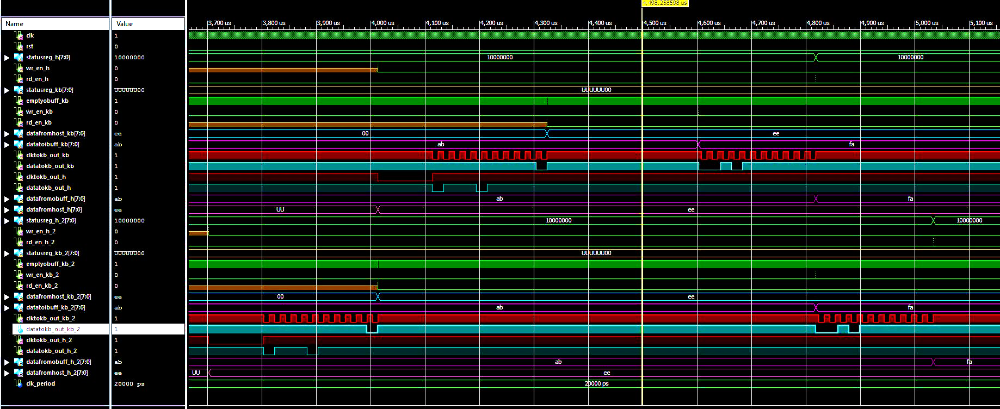 4,498.258598 us
Name Value 3,700 us 3,800 us 3,900 us 4,000 us 4,100 us 4,200 us 4,300 us 4,400 us 4,500 us 4,600 us 4,700 us 4,800 us 4,900 us 5,000 us 5,100 us
clk 1
rst 0
statusreg_h[7:0] 10000000 10000000 10000000
wr_en_h 0
rd_en_h 0
statusreg_kb[7:0] UUUUUU00 UUUUUU00
emptyobuff_kb 1
wr_en_kb 0
rd_en_kb 0
datafromhost_kb[7:0] ee 00 ee
datatoibuff_kb[7:0] ab ab fa
clktokb_out_kb 1
datatokb_out_kb 1
clktokb_out_h 1
datatokb_out_h 1
datafromobuff_h[7:0] ab ab fa
datafromhost_h[7:0] ee UU ee
statusreg_h_2[7:0] 10000000 10000000 10000000
wr_en_h_2 0
rd_en_h_2 0
statusreg_kb_2[7:0] UUUUUU00 UUUUUU00
emptyobuff_kb_2 1
wr_en_kb_2 0
rd_en_kb_2 0
datafromhost_kb_2[7:0] ee 00 ee
datatoibuff_kb_2[7:0] ab ab fa
clktokb_out_kb_2 1
datatokb_out_kb_2 1
clktokb_out_h_2 1
datatokb_out_h_2 1
datafromobuff_h_2[7:0] ab ab fa
datafromhost_h_2[7:0] ee UU ee
clk_period 20000 ps 20000 ps